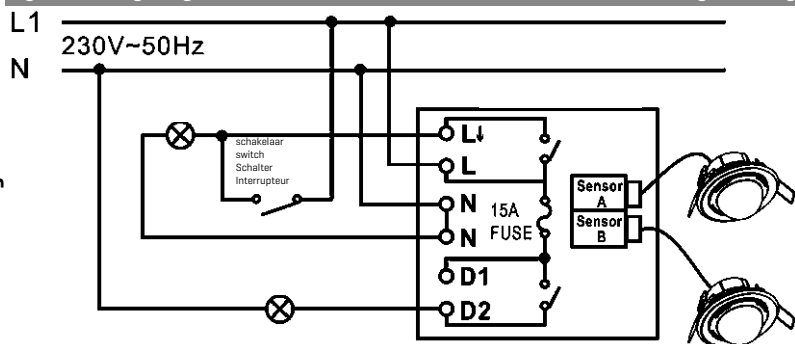 L1
230V~50Hz
N
schakelaar
switch
Schalter
Interrupteur
L↓
L
N
15A
FUSE
N
D1
D2
Sensor
A
Sensor
B